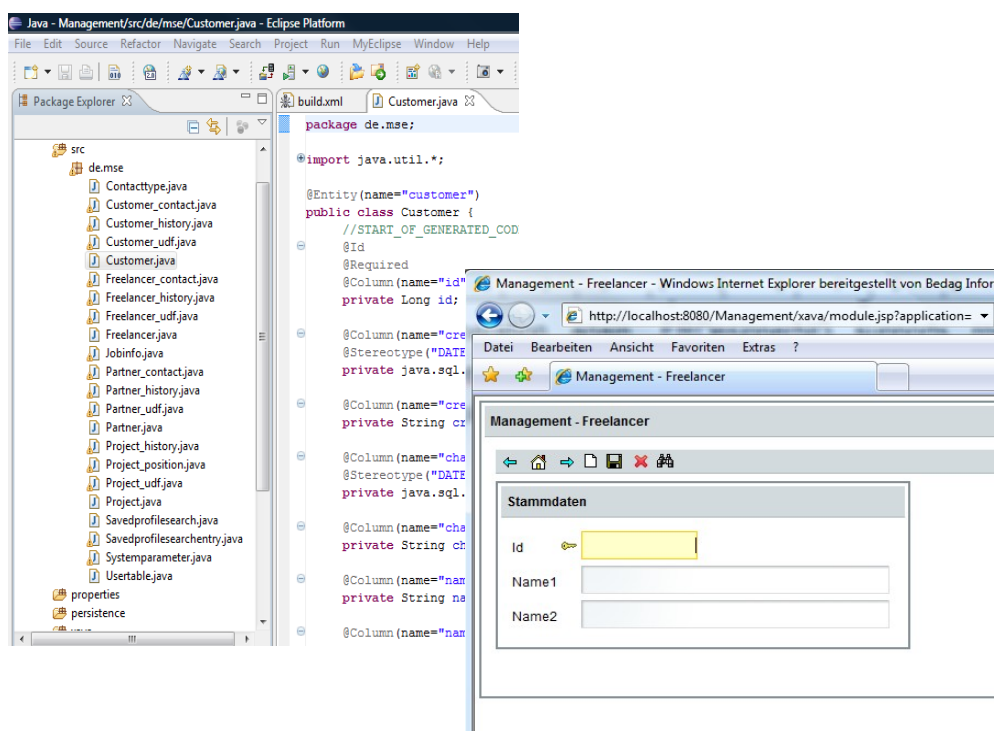 Java - Management/src/de/mse/Customer.java - Eclipse Platform
File Edit Source Refactor Navigate Search Project Run MyEclipse Window Help
Package Explorer
src
de.mse
Contacttype.java
Customer_contact.java
Customer_history.java
Customer_udf.java
Customer.java
Freelancer_contact.java
Freelancer_history.java
Freelancer_udf.java
Freelancer.java
Jobinfo.java
Partner_contact.java
Partner_history.java
Partner_udf.java
Partner.java
Project_history.java
Project_position.java
Project_udf.java
Project.java
Savedprofilesearch.java
Savedprofilesearchentry.java
Systemparameter.java
Usertable.java
properties
persistence
build.xml Customer.java
package de.mse;
import java.util.*;
@Entity(name="customer")
public class Customer {
//START_OF_GENERATED_COD
@Id
@Required
@Column(name="id"
private Long id;
@Column(name="cre
@Stereotype("DATE
private java.sql.
@Column(name="cre
private String cr
@Column(name="cha
@Stereotype("DATE
private java.sql.
@Column(name="cha
private String ch
@Column(name="nam
private String na
@Column(name="nam
Management - Freelancer - Windows Internet Explorer bereitgestellt von Bedag Infor
http://localhost:8080/Management/xava/module.jsp?application=
Datei Bearbeiten Ansicht Favoriten Extras ?
Management - Freelancer
Management - Freelancer
Stammdaten
Id
Name1
Name2